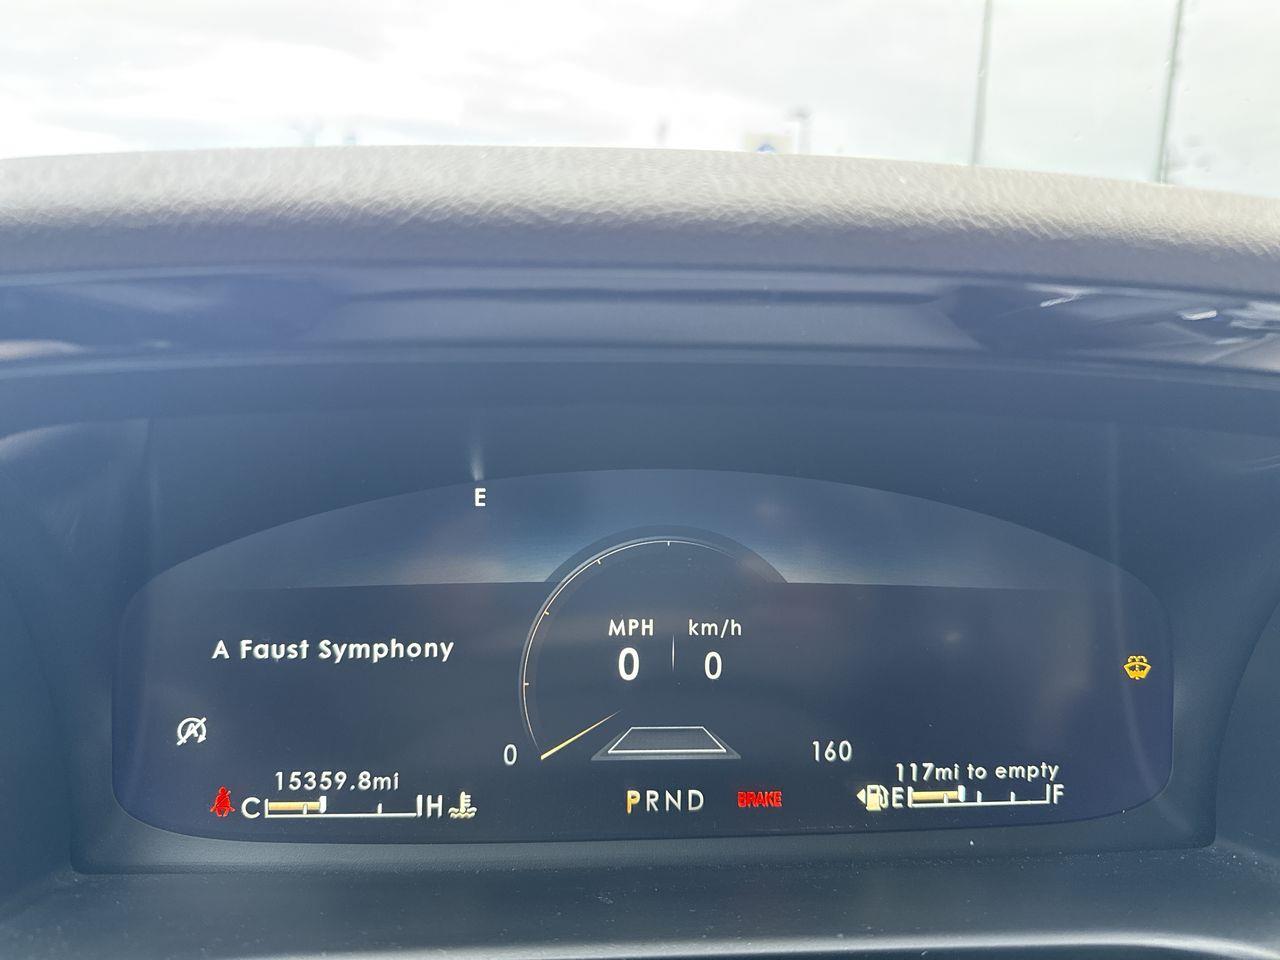 E
MPH km/h
A Faust Symphony
0 0
0 160
15359.8mi 117mi to empty
C H PRND BRAKE E F